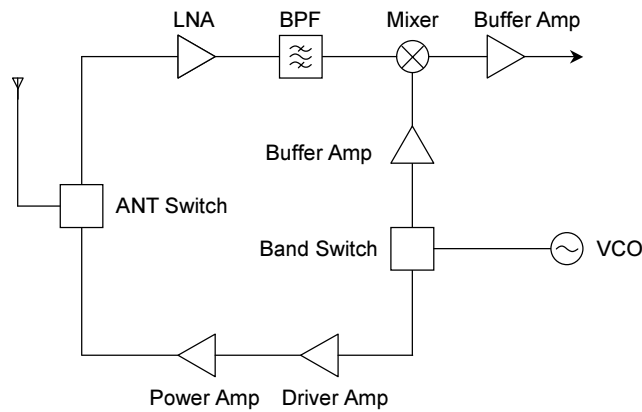 LNA
BPF
Mixer
Buffer Amp
Buffer Amp
ANT Switch
Band Switch
VCO
Power Amp
Driver Amp